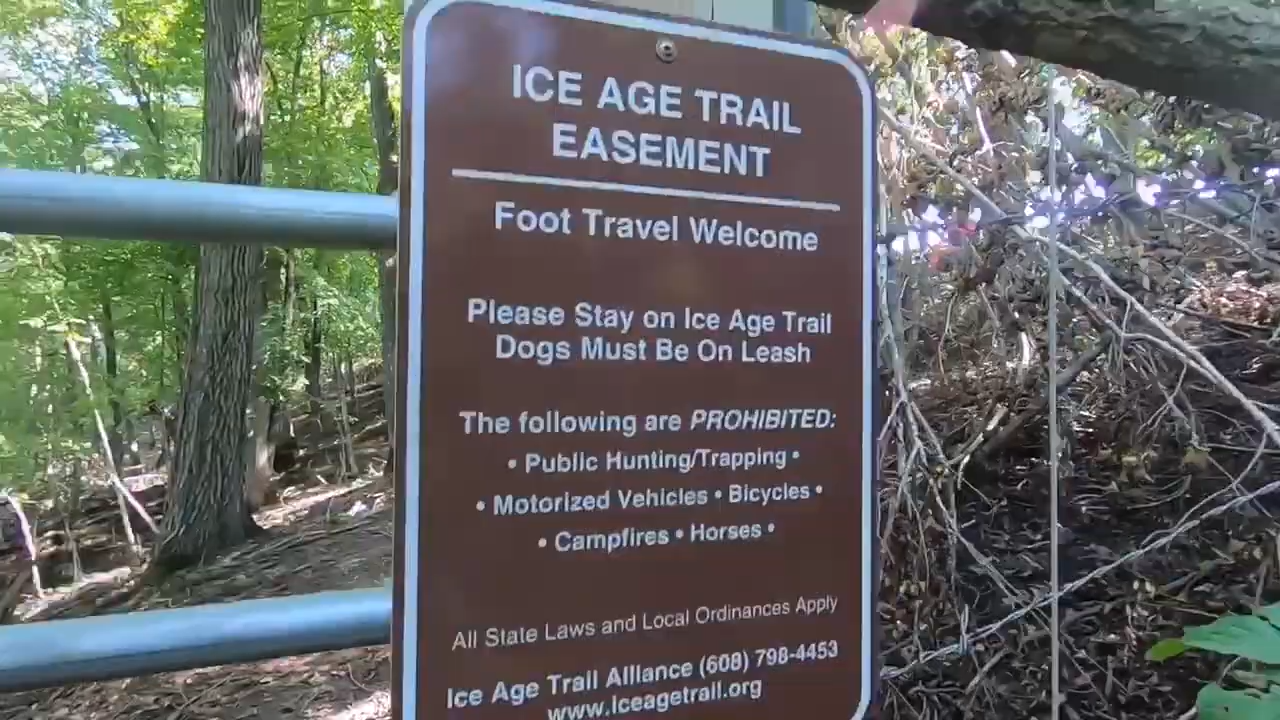 ICE AGE TRAIL
EASEMENT
Foot Travel Welcome
Please Stay on Ice Age Trail
Dogs Must Be On Leash
The following are PROHIBITED:
• Public Hunting/Trapping •
• Motorized Vehicles • Bicycles •
• Campfires • Horses •
All State Laws and Local Ordinances Apply
Ice Age Trail Alliance (608) 798-4453
www.iceagetrail.org